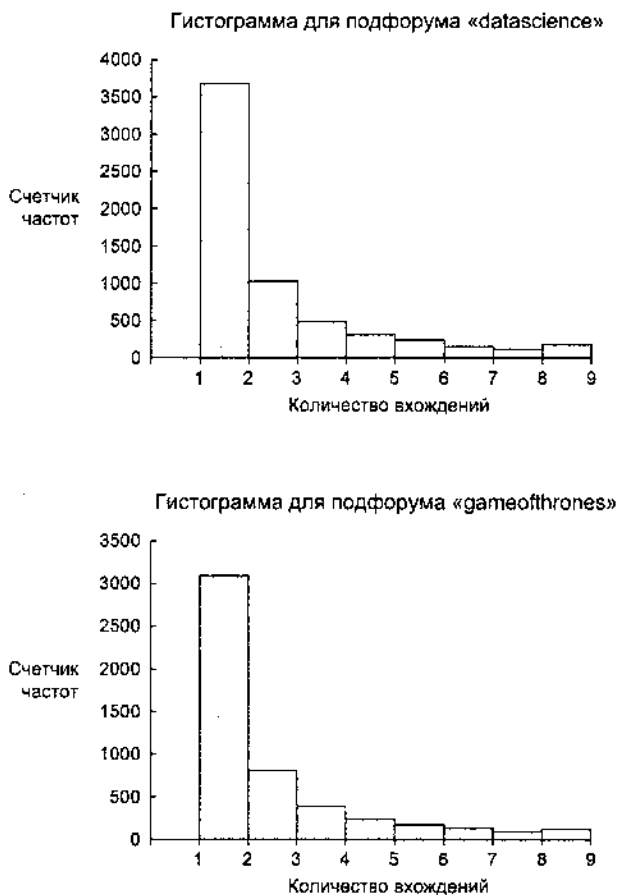 Гистограмма для подфорума «datascience»
4000
3500
3000
2500
2000
1500
1000
500
0
Счетчик
частот
1 2 3 4 5 6 7 8 9
Количество вхождений
Гистограмма для подфорума «gameofthrones»
3500
3000
2500
2000
1500
1000
500
0
Счетчик
частот
1 2 3 4 5 6 7 8 9
Количество вхождений